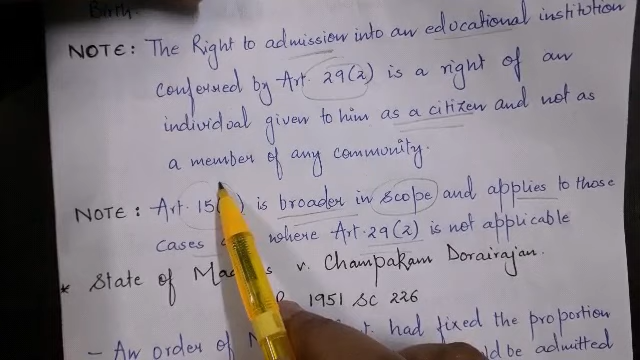 Birth.
NOTE: The Right to admission into an educational institution
conferred by Art. 29(2) is a right of an
individual given to him as a citizen and not as
a member of any community.
NOTE: Art. 15( ) is broader in scope and applies to those
cases where Art. 29(2) is not applicable
* State of v. Champakam Dorairajan.
1951 SC 226
- An order of had fixed the proportion
admitted